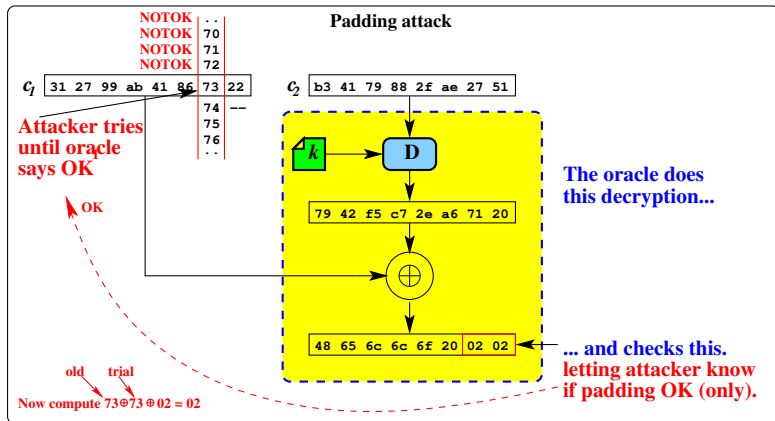 Padding attack
NOTOK ..
NOTOK 70
NOTOK 71
NOTOK 72
c1 31 27 99 ab 41 86 73 22
c2 b3 41 79 88 2f ae 27 51
74 --
75
76
..
Attacker tries
until oracle
says OK
1
OK
k
D
The oracle does
this decryption...
79 42 f5 c7 2e a6 71 20
⊕
48 65 6c 6c 6f 20 02 02
... and checks this.
letting attacker know
if padding OK (only).
old trial
Now compute 73⊕73⊕02 = 02